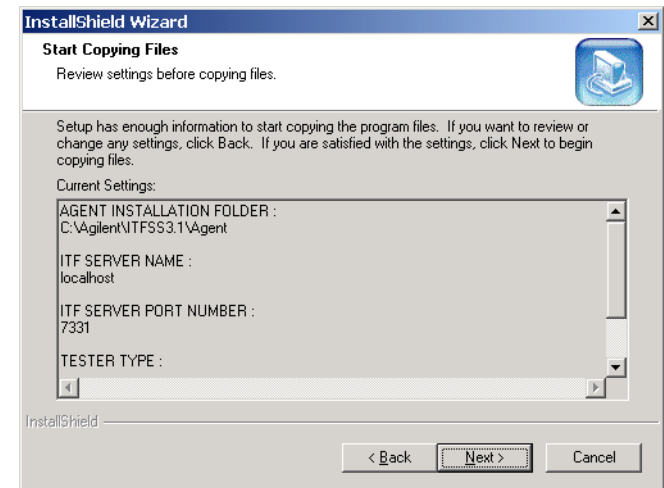 InstallShield Wizard
Start Copying Files
Review settings before copying files.
Setup has enough information to start copying the program files.  If you want to review or
change any settings, click Back.  If you are satisfied with the settings, click Next to begin
copying files.
Current Settings:
AGENT INSTALLATION FOLDER :
C:\Agilent\ITFSS3.1\Agent
ITF SERVER NAME :
localhost
ITF SERVER PORT NUMBER :
7331
TESTER TYPE :
InstallShield
< Back
Next >
Cancel